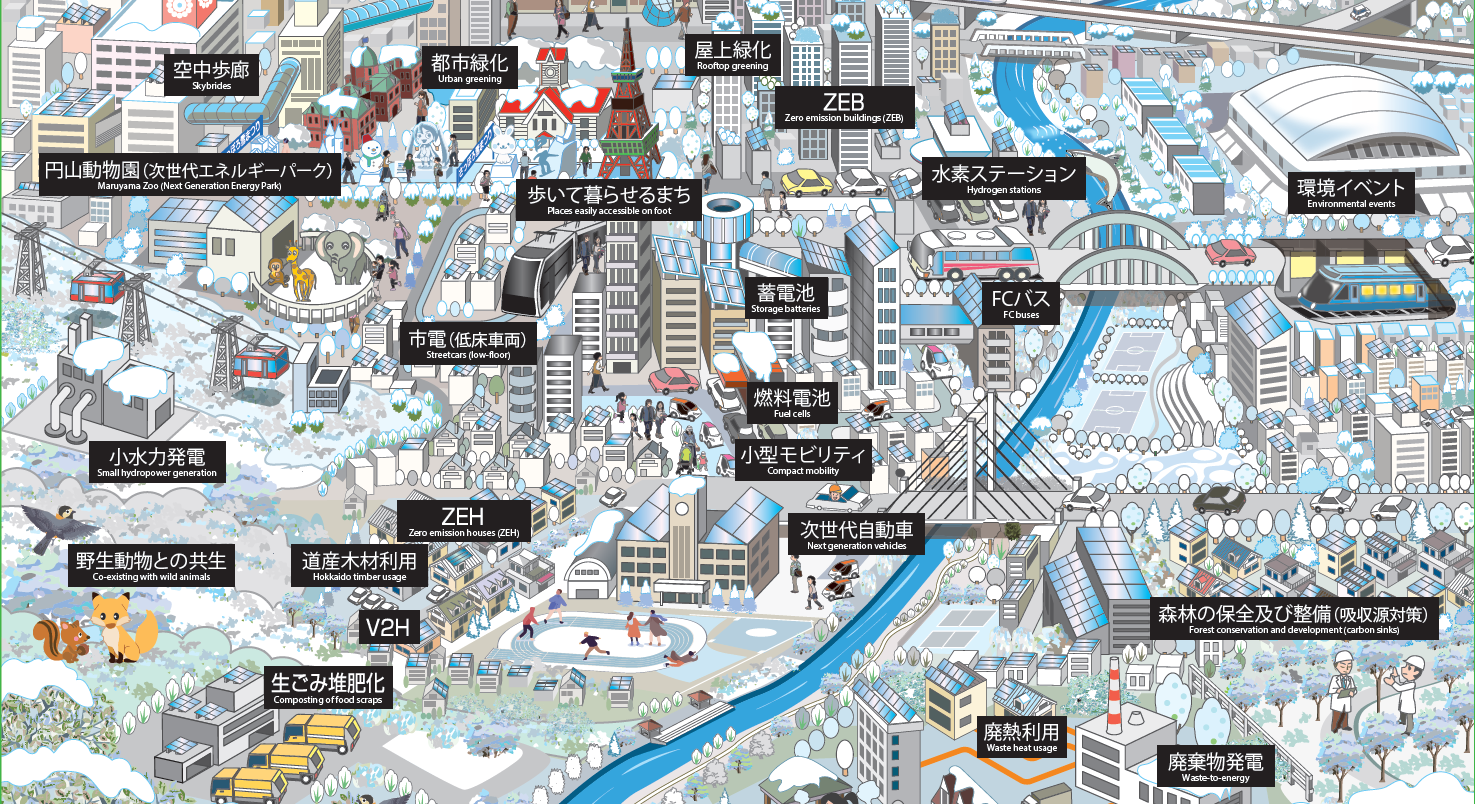 空中歩廊
Skybrides
都市緑化
Urban greening
屋上緑化
Rooftop greening
ZEB
Zero emission buildings (ZEB)
円山動物園(次世代エネルギーパーク)
Maruyama Zoo (Next Generation Energy Park)
歩いて暮らせるまち
Places easily accessible on foot
水素ステーション
Hydrogen stations
環境イベント
Environmental events
蓄電池
Storage batteries
FCバス
FC buses
市電(低床車両)
Streetcars (low-floor)
燃料電池
Fuel cells
小水力発電
Small hydropower generation
小型モビリティ
Compact mobility
ZEH
Zero emission houses (ZEH)
次世代自動車
Next generation vehicles
野生動物との共生
Co-existing with wild animals
道産木材利用
Hokkaido timber usage
V2H
森林の保全及び整備(吸収源対策)
Forest conservation and development (carbon sinks)
生ごみ堆肥化
Composting of food scraps
廃熱利用
Waste heat usage
廃棄物発電
Waste-to-energy